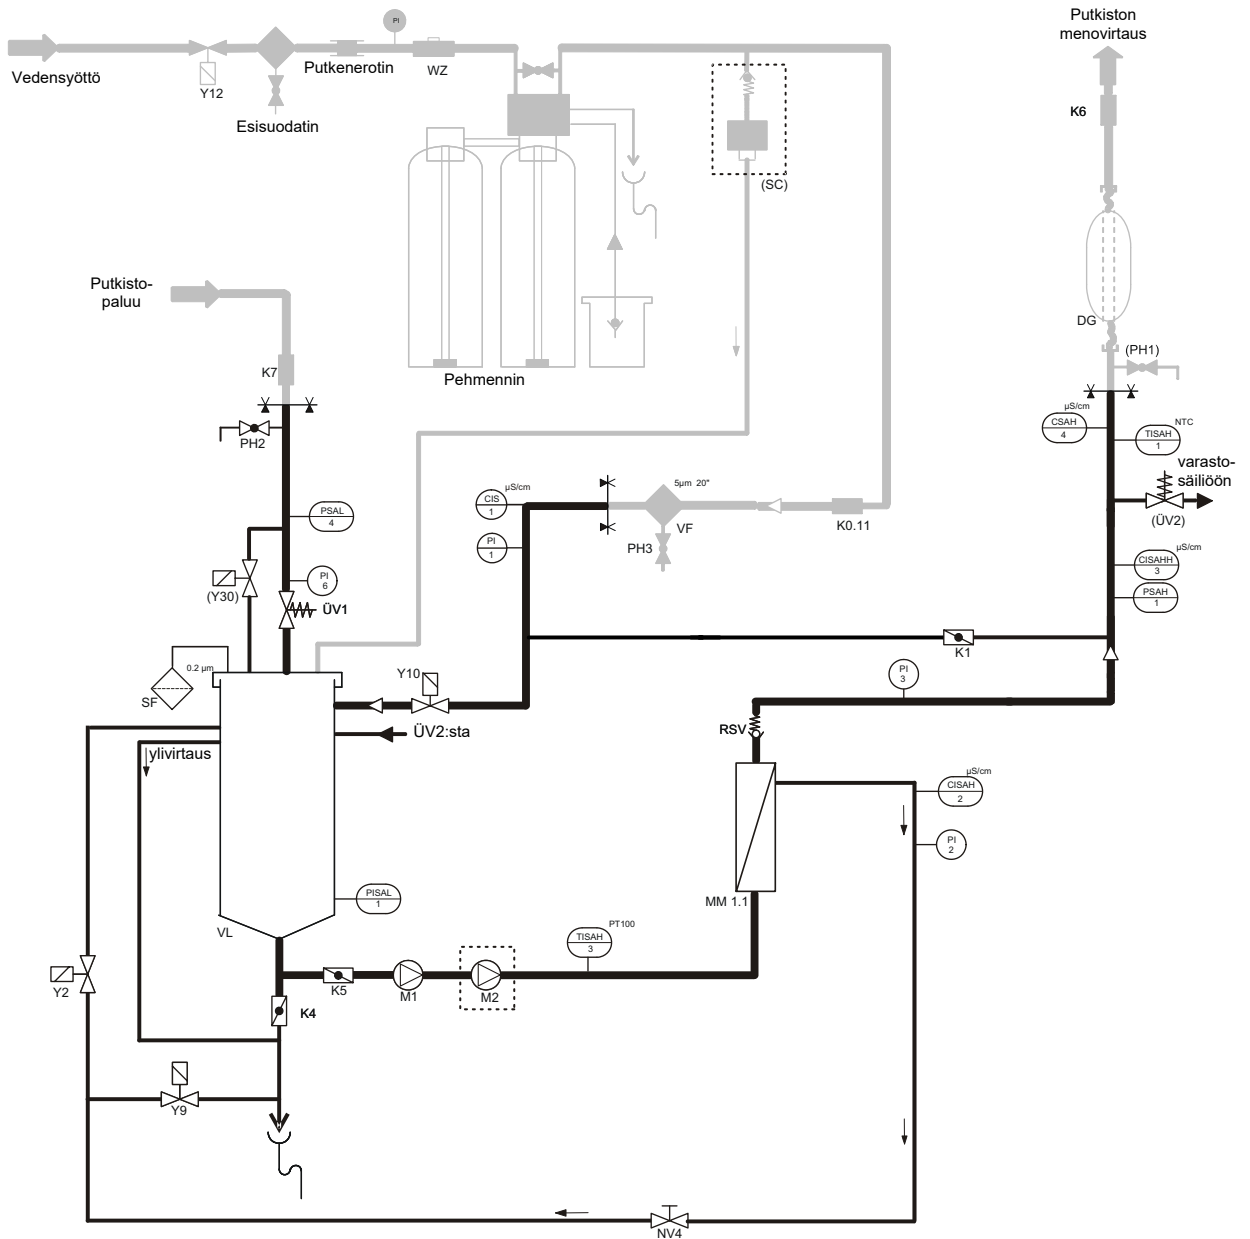 Putkiston
menovirtaus
PI
Vedensyöttö
Y12
Putkenerotin
WZ
Esisuodatin
K6
(SC)
Putkisto-
paluu
K7
Pehmennin
DG
(PH1)
PH2
µS/cm
CSAH
4
NTC
TISAH
1
varasto-
säiliöön
(ÜV2)
PSAL
4
µS/cm
CIS
1
5µm 20"
VF
K0.11
PI
1
PH3
µS/cm
CISAHH
3
PSAH
1
(Y30)
PI
6
ÜV1
K1
0.2 µm
SF
Y10
PI
3
RSV
ÜV2:sta
ylivirtaus
µS/cm
CISAH
2
PI
2
PISAL
1
VL
MM 1.1
PT100
TISAH
3
Y2
K5
M1
M2
K4
Y9
NV4